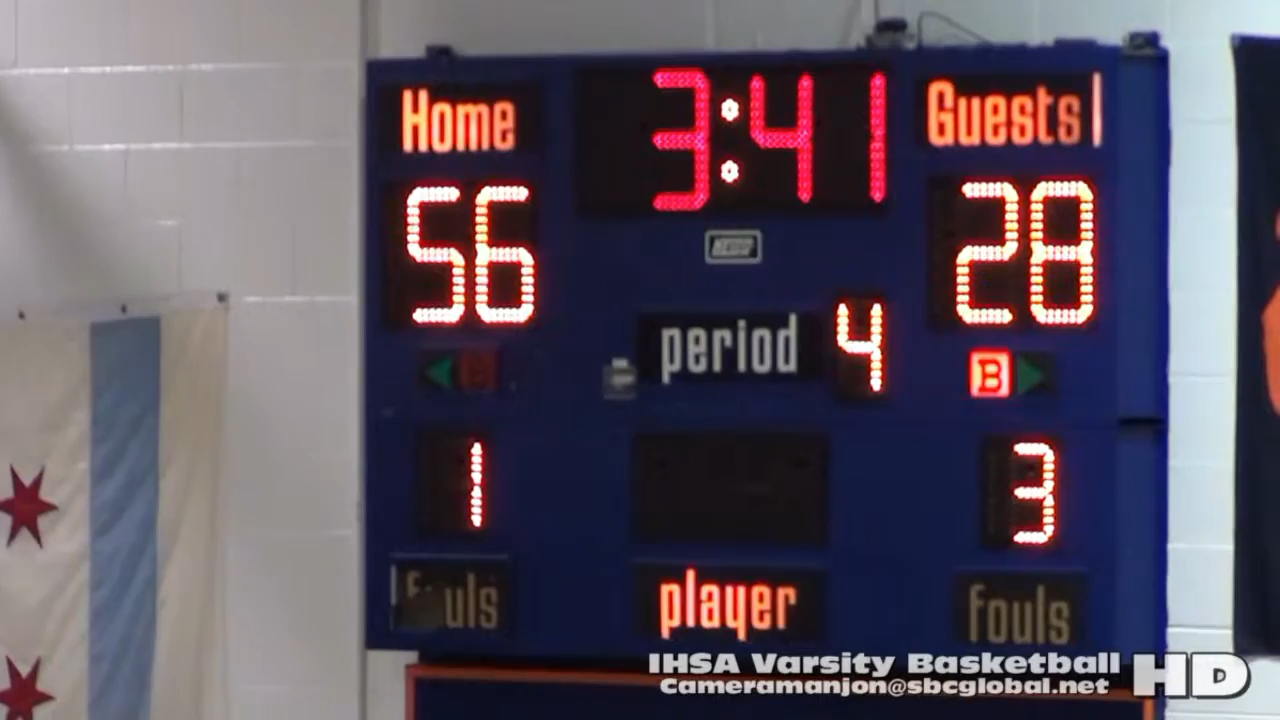 Home 3:41 Guests
56 28
period 4
B B
1 3
fouls player fouls
IHSA Varsity Basketball HD
Cameramanjon@sbcglobal.net